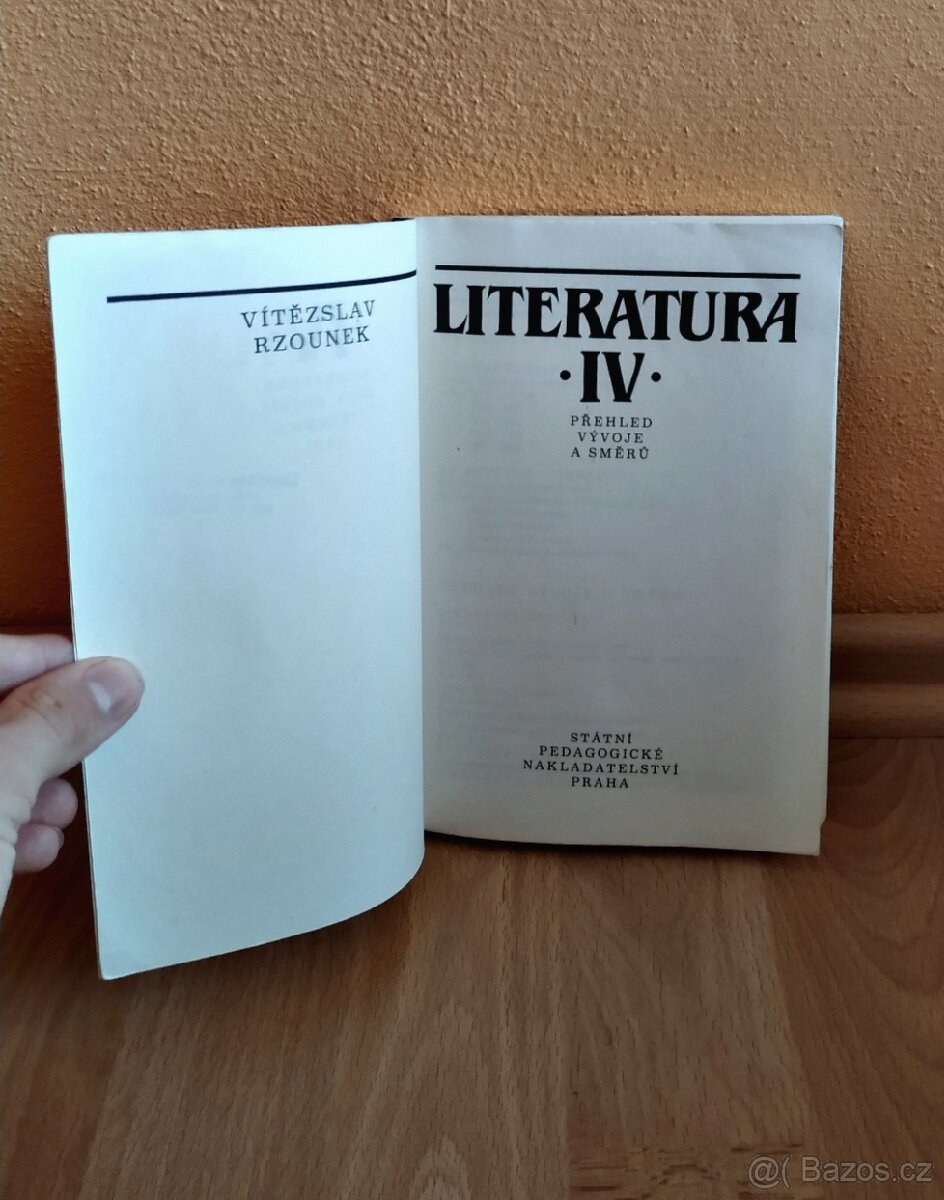 VÍTĚZSLAV
RZOUNEK
LITERATURA
·IV·
PŘEHLED
VÝVOJE
A SMĚRŮ
STÁTNÍ
PEDAGOGICKÉ
NAKLADATELSTVÍ
PRAHA
@( Bazos.cz